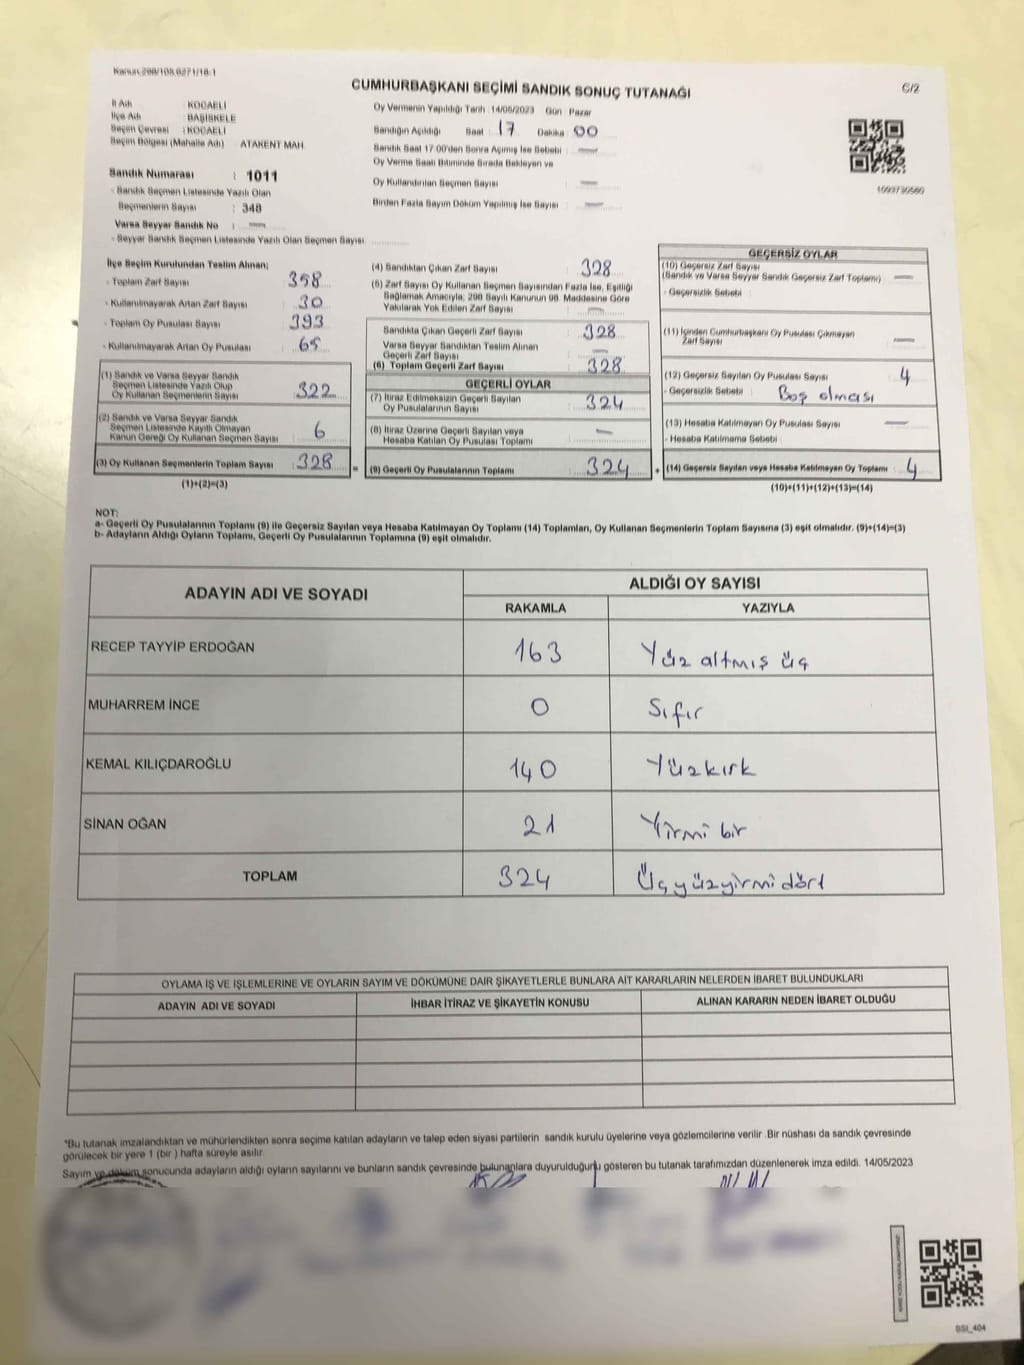 Kanun:298/105,6271/18.1
CUMHURBAŞKANI SEÇİMİ SANDIK SONUÇ TUTANAĞI
C/2
İl Adı : KOCAELİ
İlçe Adı : BAŞİSKELE
Seçim Çevresi : KOCAELİ
Seçim Bölgesi (Mahalle Adı) ATAKENT MAH.
Sandık Numarası : 1011
- Sandık Seçmen Listesinde Yazılı Olan
Seçmenlerin Sayısı : 348
Varsa Seyyar Sandık No : —
- Seyyar Sandık Seçmen Listesinde Yazılı Olan Seçmen Sayısı
Oy Vermenin Yapıldığı Tarih :14/05/2023 Gün : Pazar
Sandığın Açıldığı Saat : 17 Dakika : 00
Sandık Saat 17:00'den Sonra Açılmış İse Sebebi : —
Oy Verme Saati Bitiminde Sırada Bekleyen ve
Oy Kullandırılan Seçmen Sayısı : —
Birden Fazla Sayım Döküm Yapılmış İse Sayısı : —
İlçe Seçim Kurulundan Teslim Alınan;
- Toplam Zarf Sayısı : 358
- Kullanılmayarak Artan Zarf Sayısı : 30
- Toplam Oy Pusulası Sayısı : 393
- Kullanılmayarak Artan Oy Pusulası : 65
(1) Sandık ve Varsa Seyyar Sandık
Seçmen Listesinde Yazılı Olup
Oy Kullanan Seçmenlerin Sayısı : 322
(2) Sandık ve Varsa Seyyar Sandık
Seçmen Listesinde Kayıtlı Olmayan
Kanun Gereği Oy Kullanan Seçmen Sayısı : 6
(3) Oy Kullanan Seçmenlerin Toplam Sayısı : 328
(1)+(2)=(3)
(4) Sandıktan Çıkan Zarf Sayısı : 328
(5) Zarf Sayısı Oy Kullanan Seçmen Sayısından Fazla İse, Eşitliği
Sağlamak Amacıyla, 298 Sayılı Kanunun 98. Maddesine Göre
Yakılarak Yok Edilen Zarf Sayısı : —
Sandıkta Çıkan Geçerli Zarf Sayısı : 328
Varsa Seyyar Sandıktan Teslim Alınan
Geçerli Zarf Sayısı : —
(6) Toplam Geçerli Zarf Sayısı : 328
GEÇERLİ OYLAR
(7) İtiraz Edilmeksizin Geçerli Sayılan
Oy Pusulalarının Sayısı : 324
(8) İtiraz Üzerine Geçerli Sayılan veya
Hesaba Katılan Oy Pusulası Toplamı : —
(9) Geçerli Oy Pusulalarının Toplamı : 324
GEÇERSİZ OYLAR
(10) Geçersiz Zarf Sayısı
(Sandık ve Varsa Seyyar Sandık Geçersiz Zarf Toplamı) : —
- Geçersizlik Sebebi :
(11) İçinden Cumhurbaşkanı Oy Pusulası Çıkmayan
Zarf Sayısı : —
(12) Geçersiz Sayılan Oy Pusulası Sayısı : 4
- Geçersizlik Sebebi : Boş olması
(13) Hesaba Katılmayan Oy Pusulası Sayısı : —
- Hesaba Katılmama Sebebi
(14) Geçersiz Sayılan veya Hesaba Katılmayan Oy Toplamı : 4
(10)+(11)+(12)+(13)=(14)
NOT:
a- Geçerli Oy Pusulalarının Toplamı (9) ile Geçersiz Sayılan veya Hesaba Katılmayan Oy Toplamı (14) Toplamları, Oy Kullanan Seçmenlerin Toplam Sayısına (3) eşit olmalıdır. (9)+(14)=(3)
b- Adayların Aldığı Oyların Toplamı, Geçerli Oy Pusulalarının Toplamına (9) eşit olmalıdır.
ADAYIN ADI VE SOYADI
ALDIĞI OY SAYISI
RAKAMLA YAZIYLA
RECEP TAYYİP ERDOĞAN 163 Yüz altmış üç
MUHARREM İNCE 0 Sıfır
KEMAL KILIÇDAROĞLU 140 Yüzkırk
SİNAN OĞAN 21 Yirmi bir
TOPLAM 324 Üçyüzyirmidört
OYLAMA İŞ VE İŞLEMLERİNE VE OYLARIN SAYIM VE DÖKÜMÜNE DAİR ŞİKAYETLERLE BUNLARA AİT KARARLARIN NELERDEN İBARET BULUNDUKLARI
ADAYIN ADI VE SOYADI İHBAR İTİRAZ VE ŞİKAYETİN KONUSU ALINAN KARARIN NEDEN İBARET OLDUĞU
*Bu tutanak imzalandıktan ve mühürlendikten sonra seçime katılan adayların ve talep eden siyasi partilerin sandık kurulu üyelerine veya gözlemcilerine verilir .Bir nüshası da sandık çevresinde
görülecek bir yere 1 (bir ) hafta süreyle asılır.
Sayım ve döküm sonucunda adayların aldığı oyların sayılarını ve bunların sandık çevresinde bulunanlara duyurulduğunu gösteren bu tutanak tarafımızdan düzenlenerek imza edildi. 14/05/2023
SSI_404